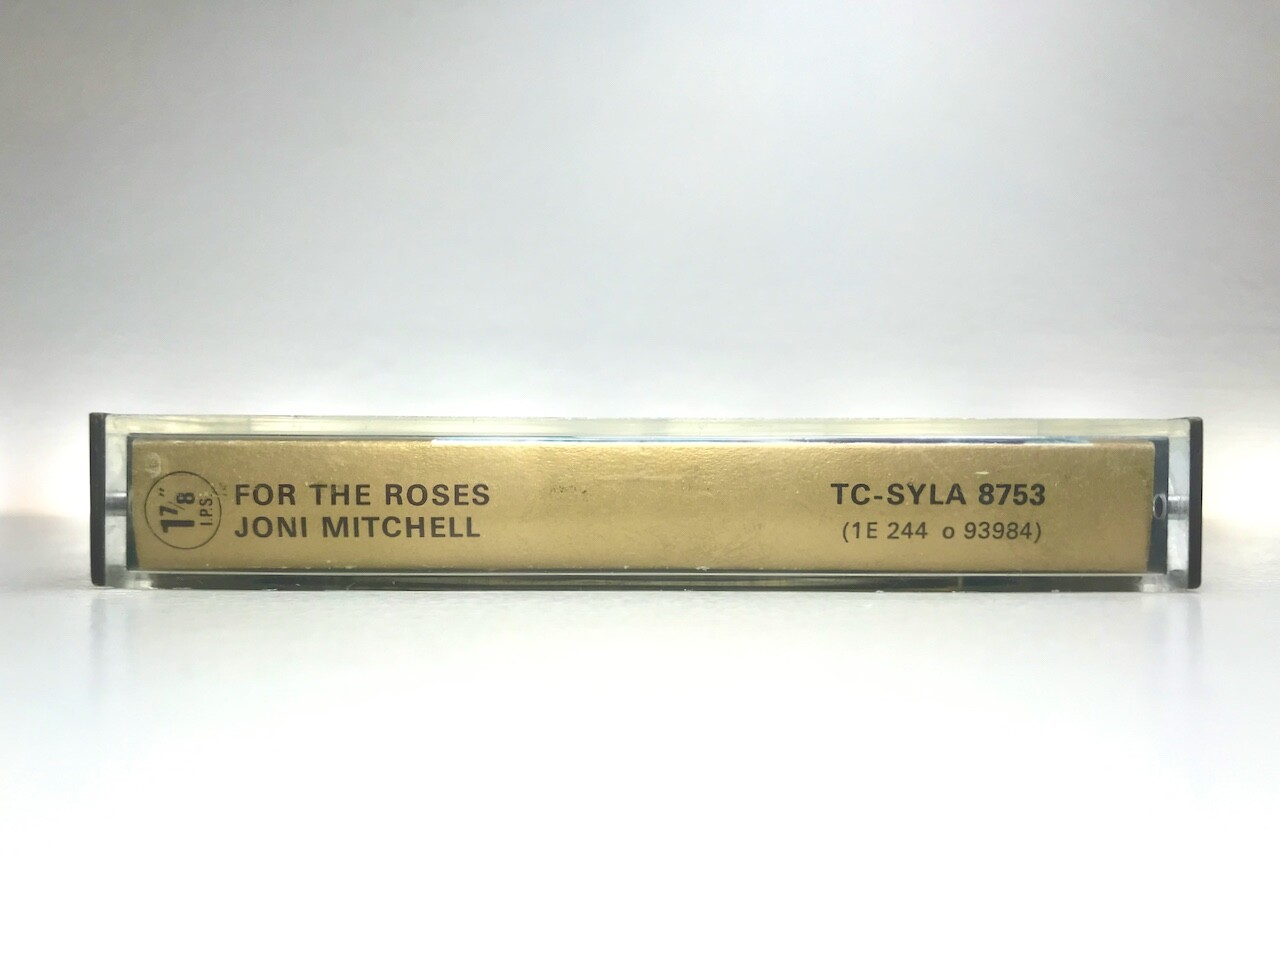 1⅞"
I.P.S.
FOR THE ROSES
JONI MITCHELL
TC-SYLA 8753
(1E 244 o 93984)